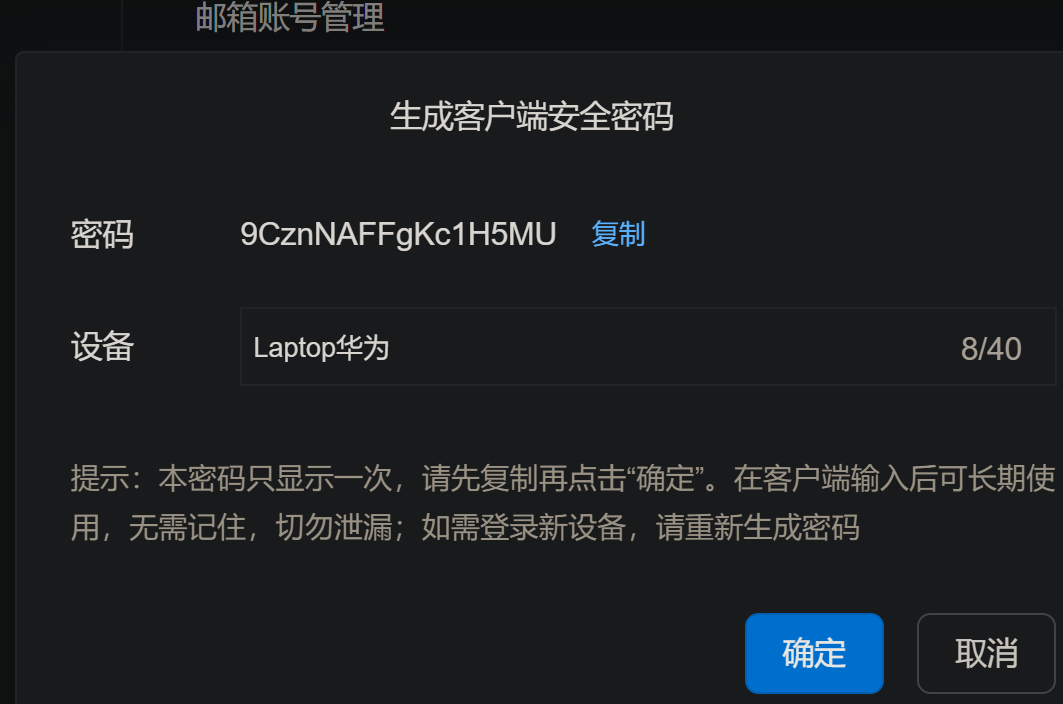 邮箱账号管理
生成客户端安全密码
密码 9CznNAFFgKc1H5MU 复制
设备 Laptop华为 8/40
提示：本密码只显示一次，请先复制再点击“确定”。在客户端输入后可长期使
用，无需记住，切勿泄漏；如需登录新设备，请重新生成密码
确定 取消